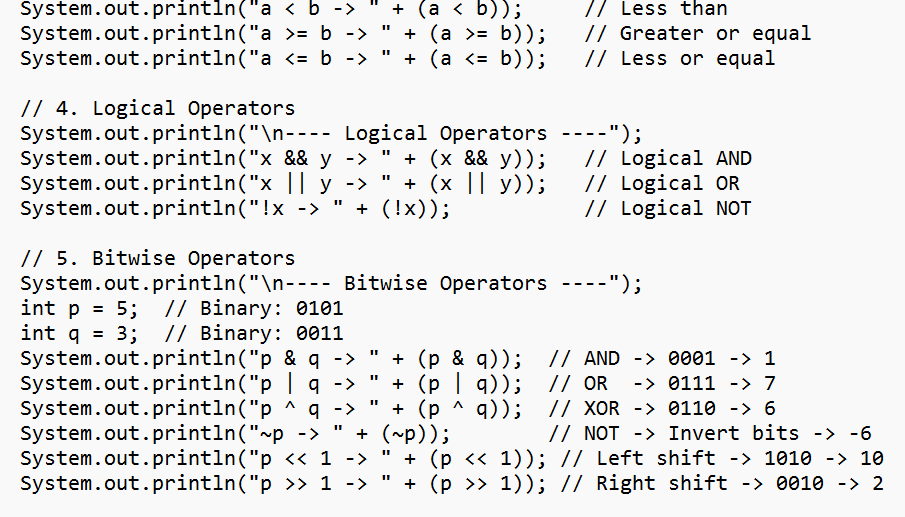 System.out.println("a < b -> " + (a < b));     // Less than
System.out.println("a >= b -> " + (a >= b));   // Greater or equal
System.out.println("a <= b -> " + (a <= b));   // Less or equal

// 4. Logical Operators
System.out.println("\n---- Logical Operators ----");
System.out.println("x && y -> " + (x && y));   // Logical AND
System.out.println("x || y -> " + (x || y));   // Logical OR
System.out.println("!x -> " + (!x));           // Logical NOT

// 5. Bitwise Operators
System.out.println("\n---- Bitwise Operators ----");
int p = 5;  // Binary: 0101
int q = 3;  // Binary: 0011
System.out.println("p & q -> " + (p & q));  // AND -> 0001 -> 1
System.out.println("p | q -> " + (p | q));  // OR  -> 0111 -> 7
System.out.println("p ^ q -> " + (p ^ q));  // XOR -> 0110 -> 6
System.out.println("~p -> " + (~p));        // NOT -> Invert bits -> -6
System.out.println("p << 1 -> " + (p << 1)); // Left shift -> 1010 -> 10
System.out.println("p >> 1 -> " + (p >> 1)); // Right shift -> 0010 -> 2